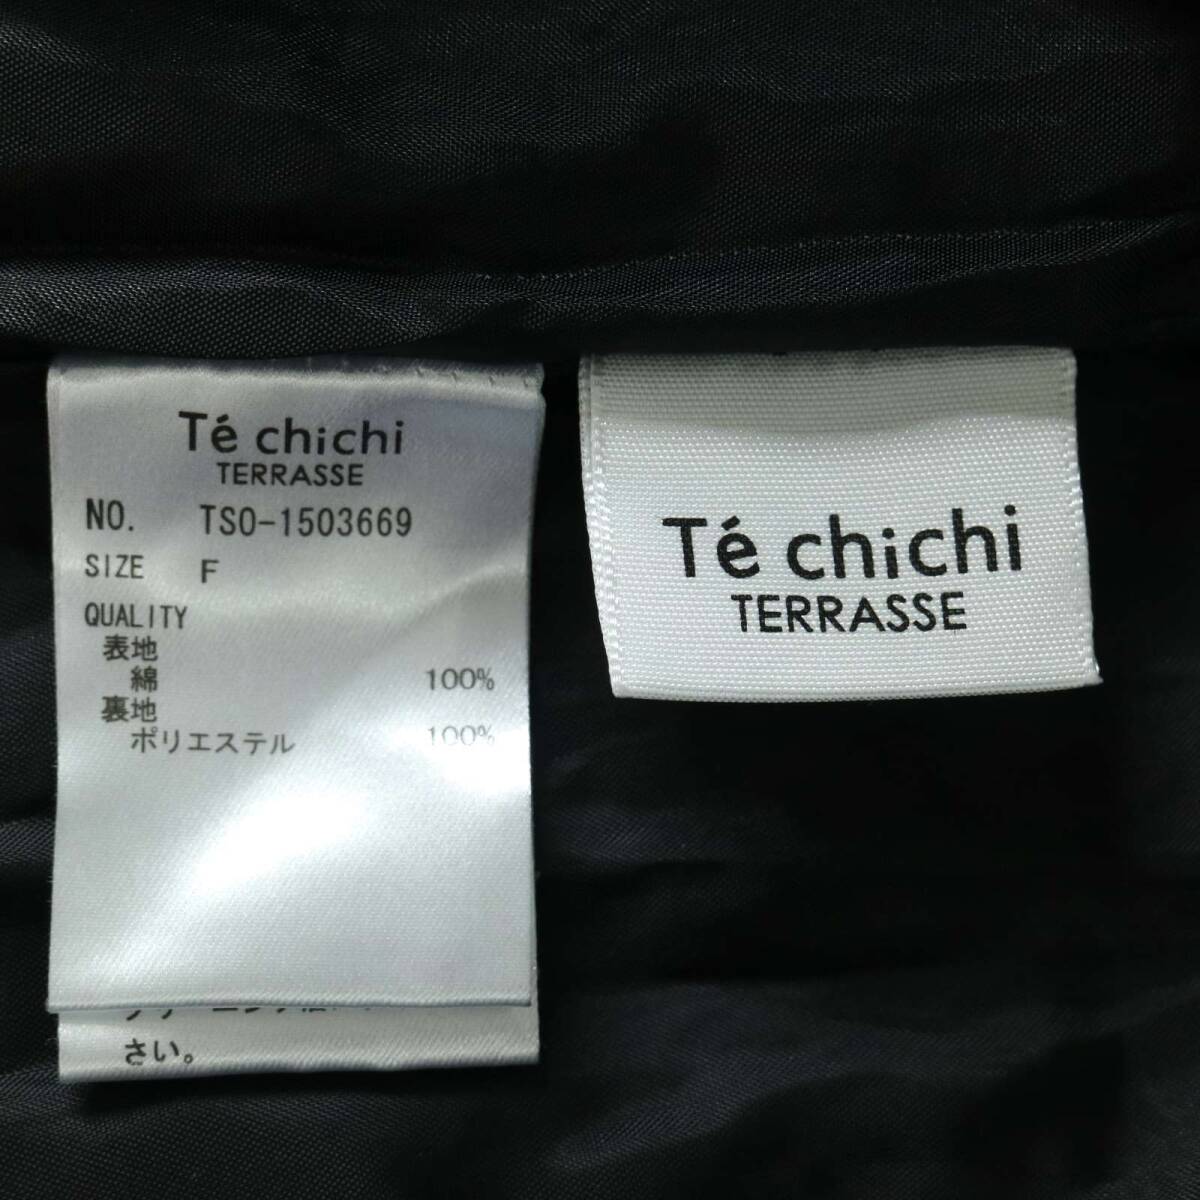 Té chichi
TERRASSE
NO. TSO-1503669
SIZE F
QUALITY
表地
綿 100%
裏地
ポリエステル 100%
さい。
Té chichi
TERRASSE